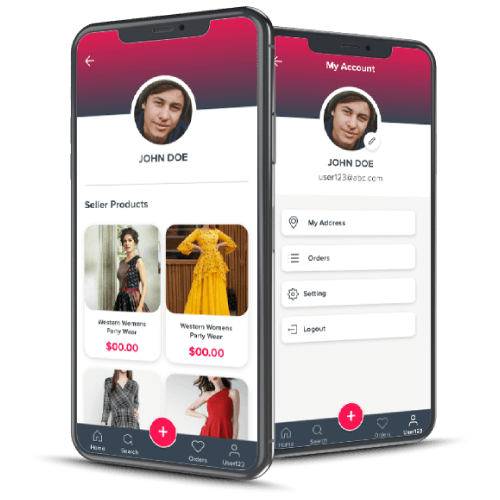 JOHN DOE
Seller Products
Western Womens
Party Wear
$00.00
Western Womens
Party Wear
$00.00
Home
Search
+
Orders
User123
My Account
JOHN DOE
user123@abc.com
My Address
Orders
Setting
Logout
Home
Search
+
Orders
User123